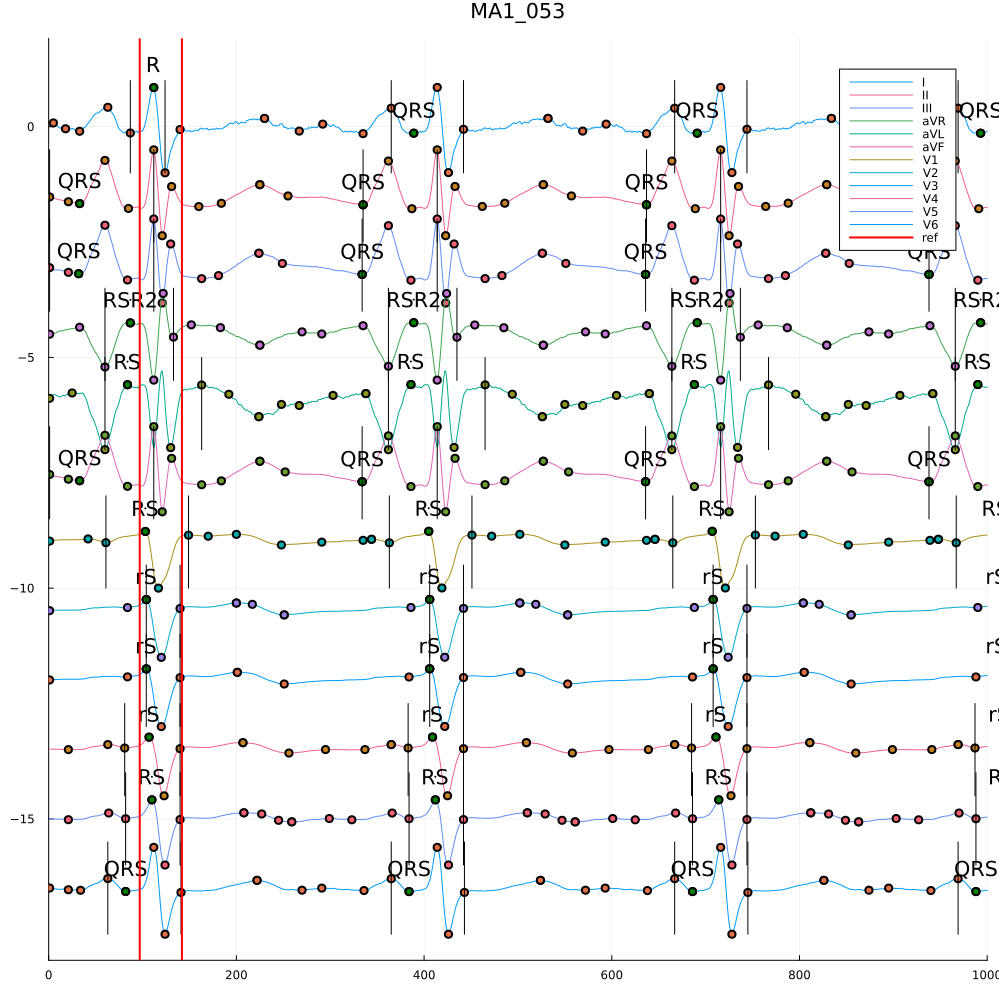 MA1_053
R
QRS QRS QRS
QRS QRS QRS
QRS QRS QRS
RSR2 RSR2 RSR2 RSR2
RS RS RS RS
QRS QRS QRS QRS
RS RS RS RS
rS rS rS rS
rS rS rS rS
rS rS rS rS
RS RS RS RS
QRS QRS QRS QRS
I
II
III
aVR
aVL
aVF
V1
V2
V3
V4
V5
V6
ref
0
−5
−10
−15
0 200 400 600 800 1000